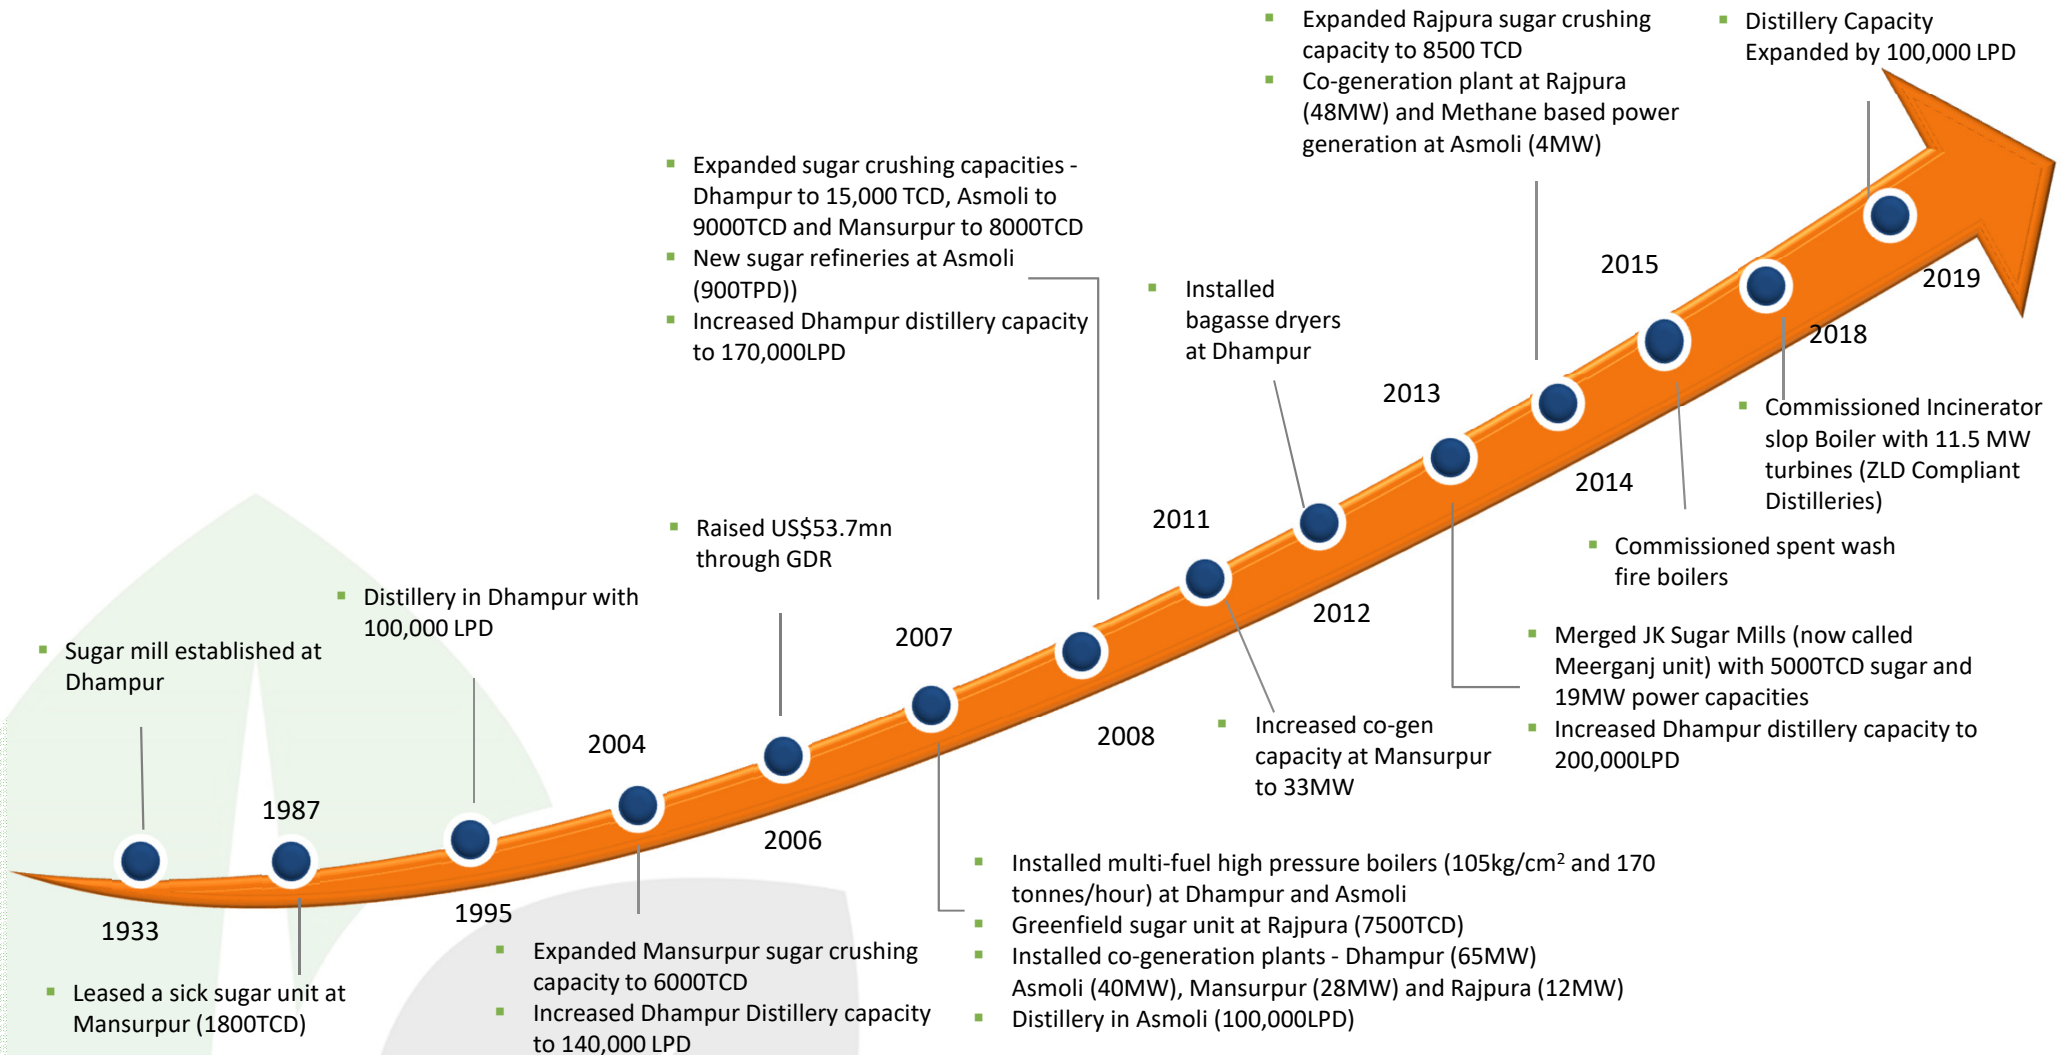 ▪ Expanded Rajpura sugar crushing
capacity to 8500 TCD
▪ Co-generation plant at Rajpura
(48MW) and Methane based power
generation at Asmoli (4MW)
▪ Distillery Capacity
Expanded by 100,000 LPD
▪ Expanded sugar crushing capacities -
Dhampur to 15,000 TCD, Asmoli to
9000TCD and Mansurpur to 8000TCD
▪ New sugar refineries at Asmoli
(900TPD))
▪ Increased Dhampur distillery capacity
to 170,000LPD
▪ Installed
bagasse dryers
at Dhampur
2015
2019
2018
2013
▪ Commissioned Incinerator
slop Boiler with 11.5 MW
turbines (ZLD Compliant
Distilleries)
2014
2011
▪ Raised US$53.7mn
through GDR
▪ Commissioned spent wash
fire boilers
▪ Distillery in Dhampur with
100,000 LPD
2012
▪ Sugar mill established at
Dhampur
2007
▪ Merged JK Sugar Mills (now called
Meerganj unit) with 5000TCD sugar and
19MW power capacities
▪ Increased Dhampur distillery capacity to
200,000LPD
2004
2008
▪ Increased co-gen
capacity at Mansurpur
to 33MW
1987
2006
1995
1933
▪ Installed multi-fuel high pressure boilers (105kg/cm² and 170
tonnes/hour) at Dhampur and Asmoli
▪ Greenfield sugar unit at Rajpura (7500TCD)
▪ Installed co-generation plants - Dhampur (65MW)
Asmoli (40MW), Mansurpur (28MW) and Rajpura (12MW)
▪ Distillery in Asmoli (100,000LPD)
▪ Leased a sick sugar unit at
Mansurpur (1800TCD)
▪ Expanded Mansurpur sugar crushing
capacity to 6000TCD
▪ Increased Dhampur Distillery capacity
to 140,000 LPD